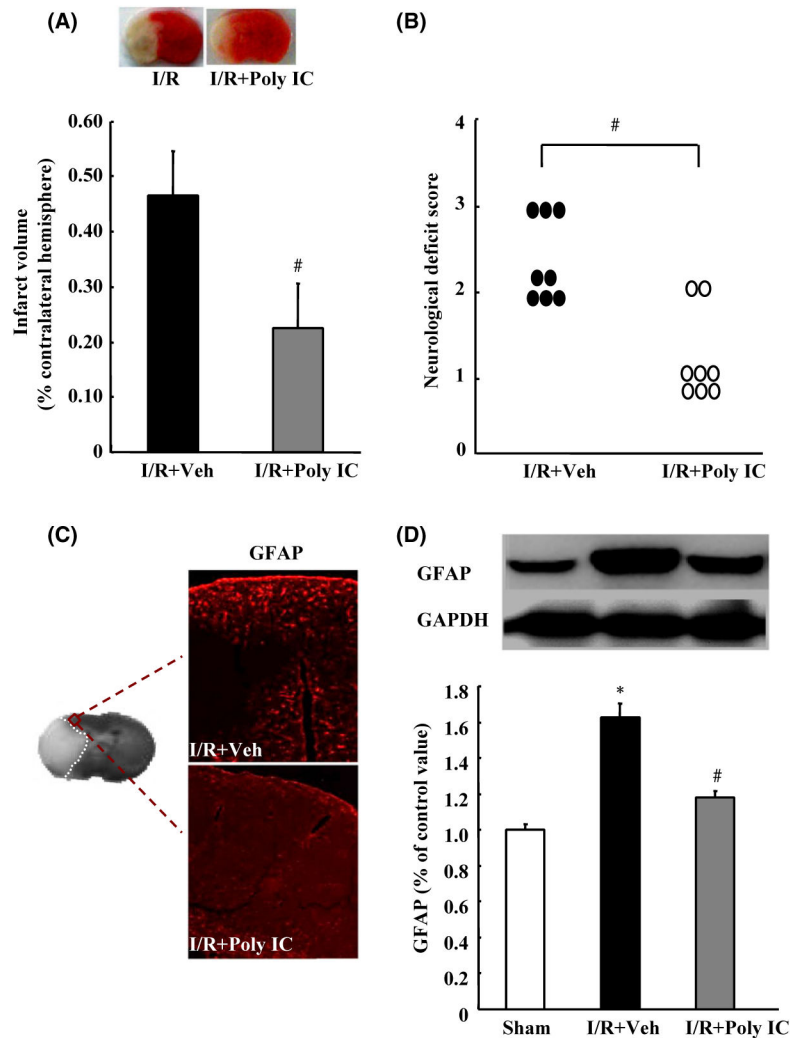 (A)
I/R
I/R+Poly IC
Infarct volume
(% contralateral hemisphere)
0.60
0.50
0.40
0.30
0.20
0.10
0
#
I/R+Veh
I/R+Poly IC
(B)
Neurological deficit score
4
3
2
1
0
#
I/R+Veh
I/R+Poly IC
(C)
GFAP
I/R+Veh
I/R+Poly IC
(D)
GFAP
GAPDH
GFAP (% of control value)
1.8
1.6
1.4
1.2
1.0
0.8
0.6
0.4
0.2
0.0
*
#
Sham
I/R+Veh
I/R+Poly IC